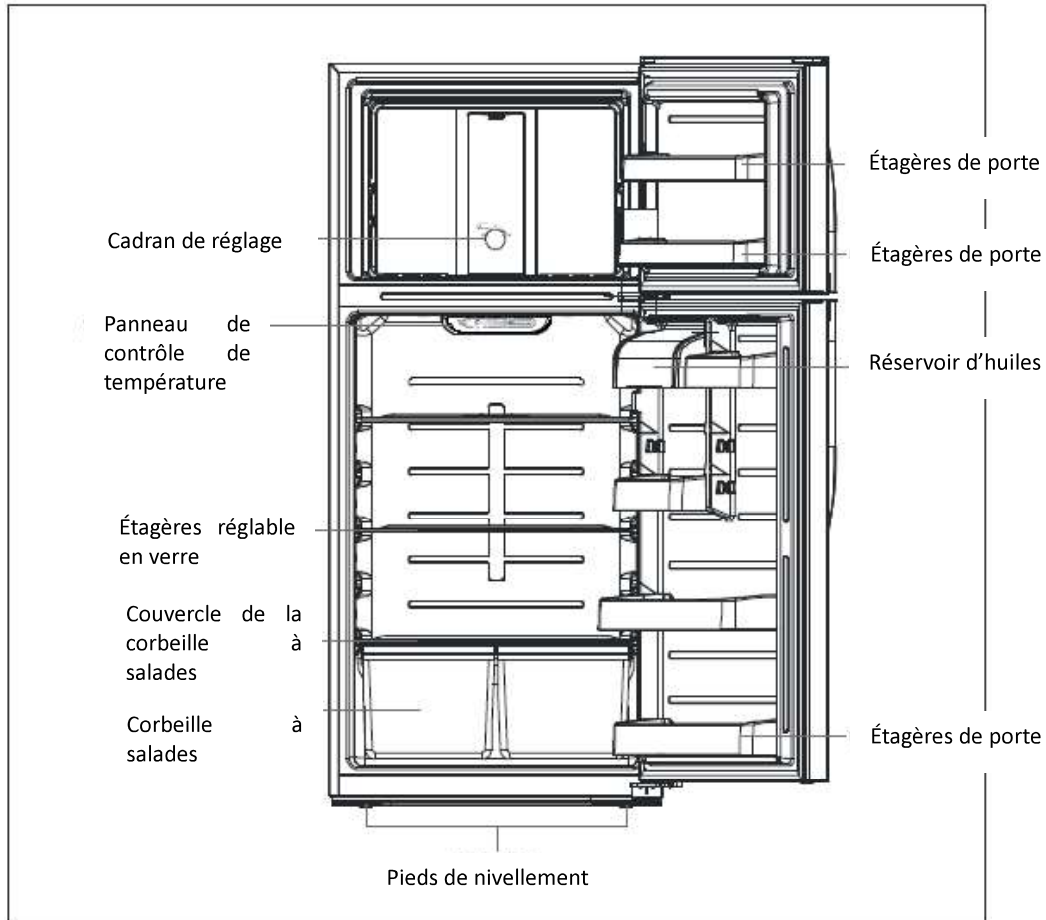 Étagères de porte
Cadran de réglage
Étagères de porte
Panneau de
contrôle de
température
Réservoir d’huiles
Étagères réglable
en verre
Couvercle de la
corbeille à
salades
Corbeille à
salades
Étagères de porte
Pieds de nivellement